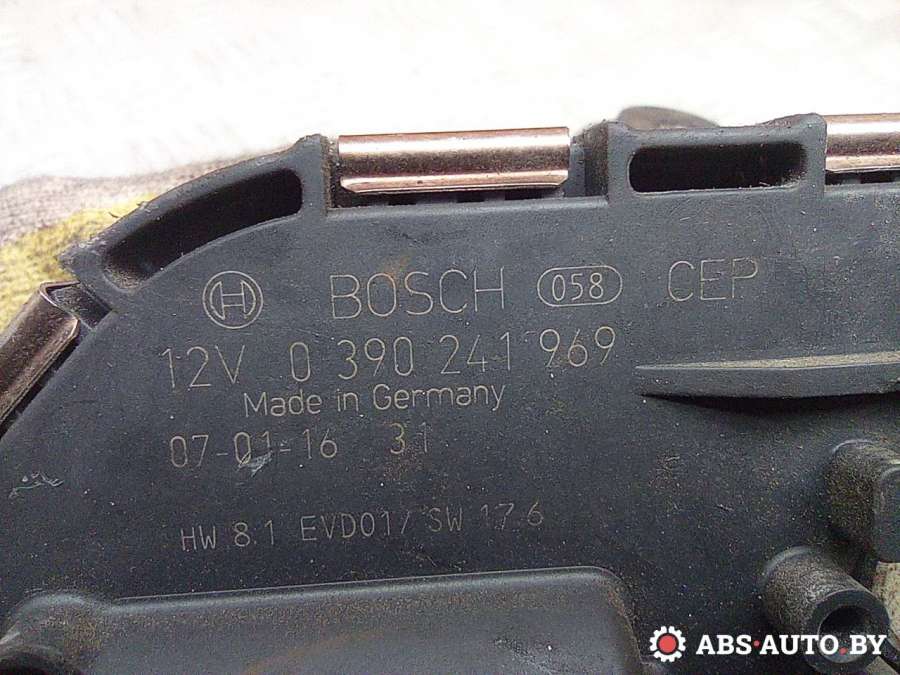 BOSCH 058 CEP
12V 0 390 241 969
Made in Germany
07-01-16 31
HW 8.1 EVD01/ SW 17.6
ABS-AUTO.BY